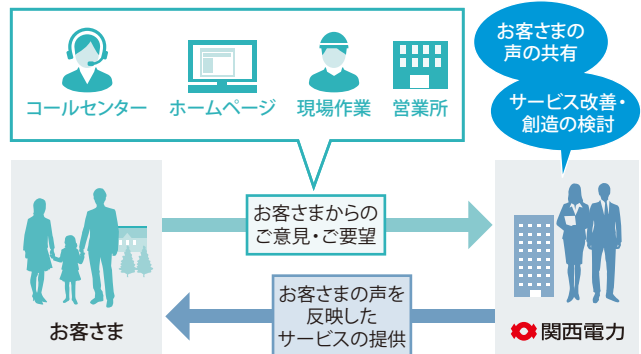 コールセンター
ホームページ
現場作業
営業所
お客さまの
声の共有
サービス改善・
創造の検討
お客さまからの
ご意見・ご要望
お客さまの声を
反映した
サービスの提供
お客さま
関西電力